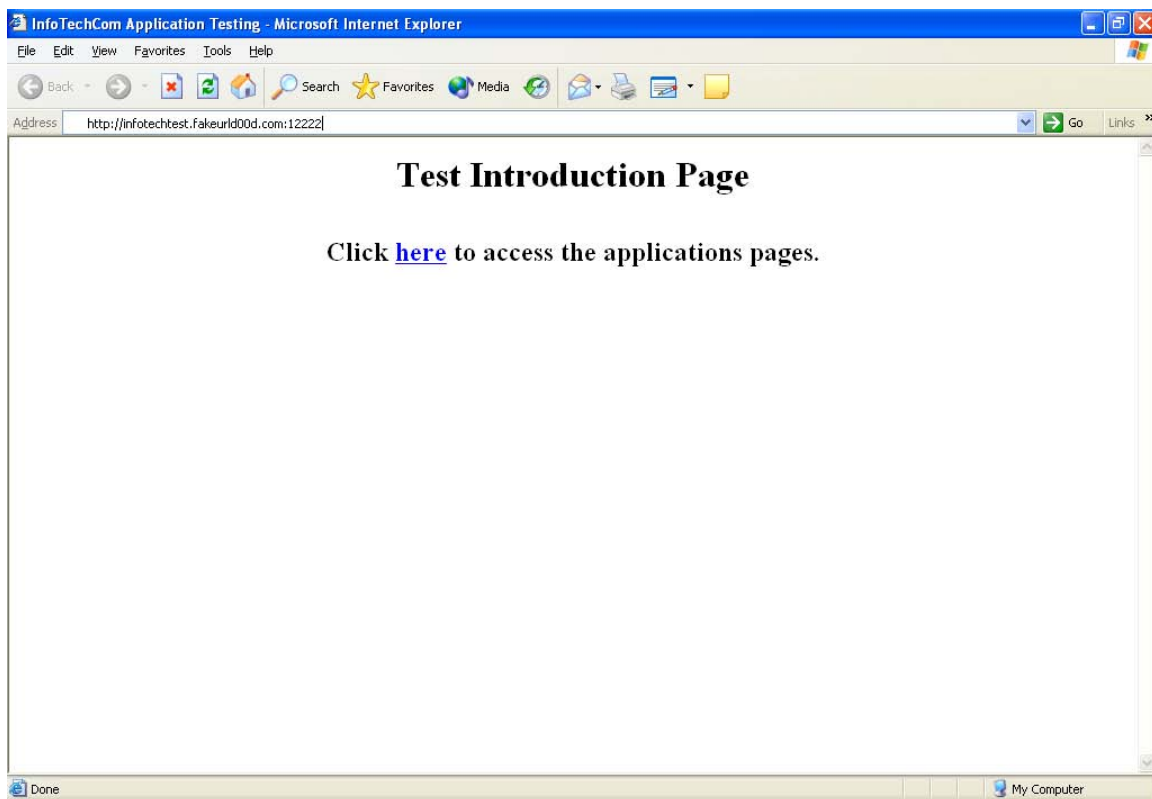 InfoTechCom Application Testing - Microsoft Internet Explorer
File Edit View Favorites Tools Help
Back Search Favorites Media
Address http://infotechtest.fakeurld00d.com:12222 Go Links »
Test Introduction Page
Click here to access the applications pages.
Done My Computer